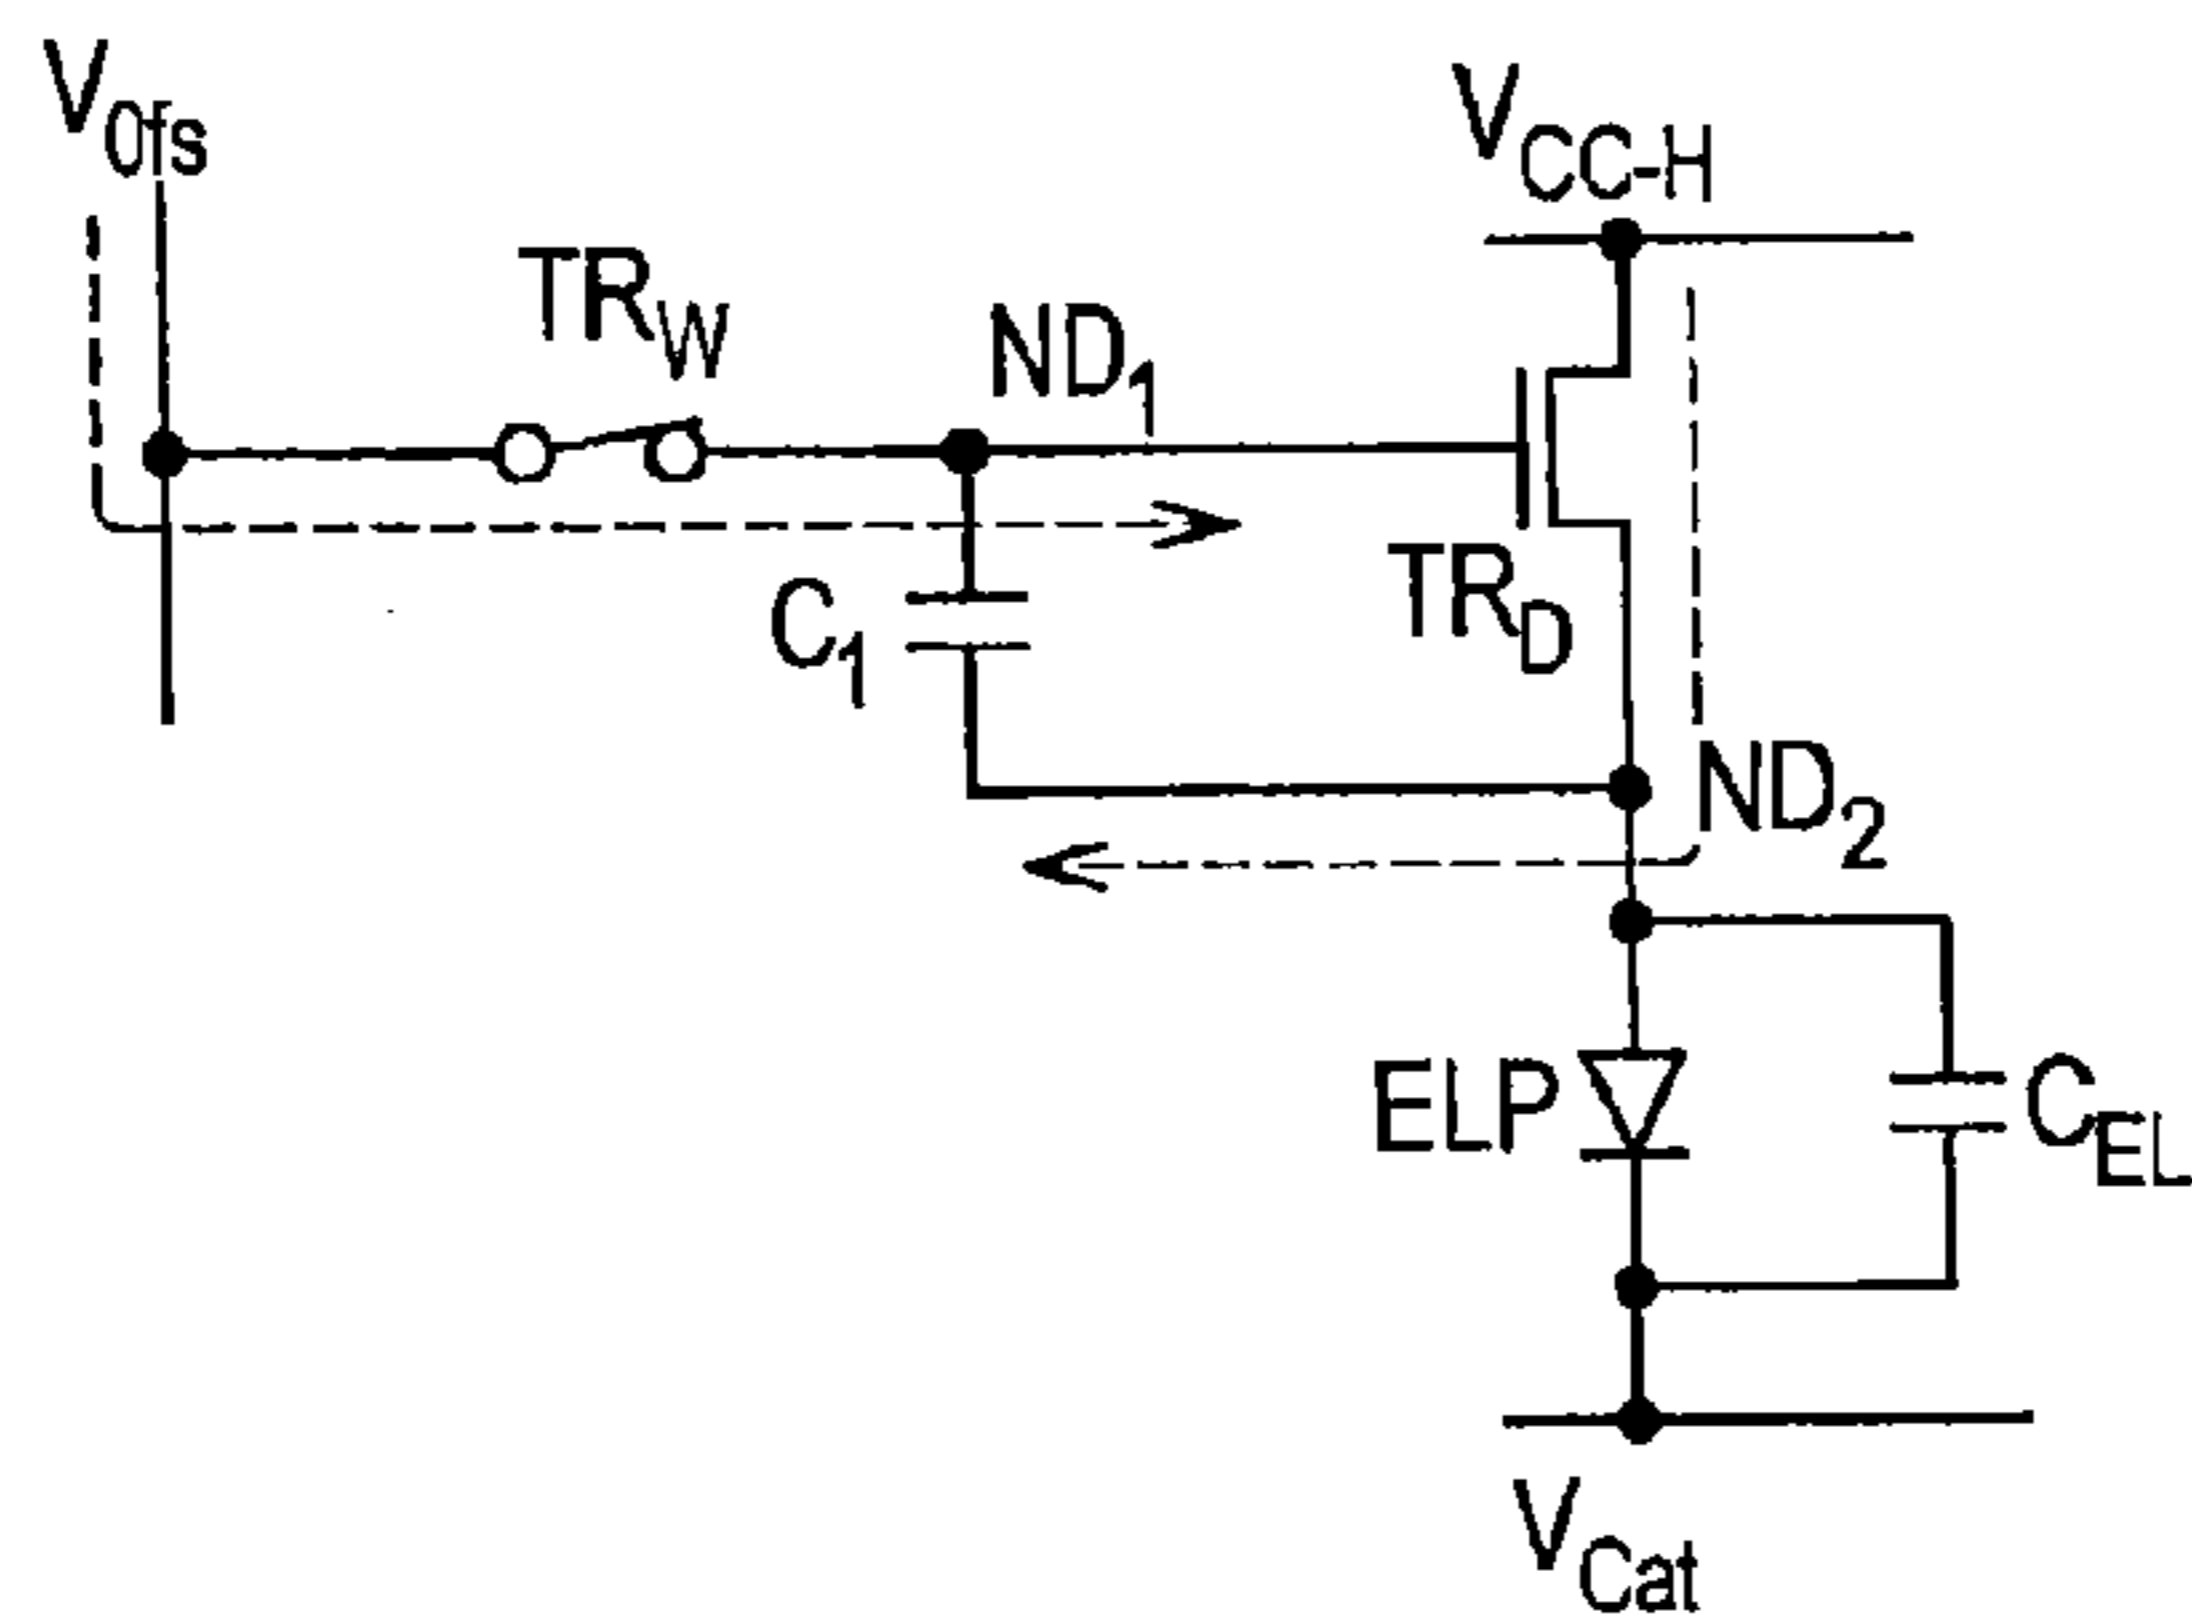 V0fs
VCC-H
TRW
ND1
TRD
C1
ND2
ELP
CEL
VCat